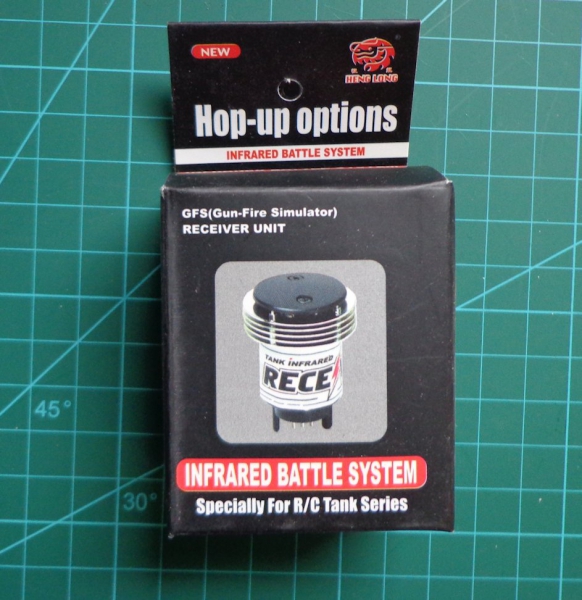 NEW
HENG LONG
Hop-up options
INFRARED BATTLE SYSTEM
GFS(Gun-Fire Simulator)
RECEIVER UNIT
TANK INFRARED
RECE
INFRARED BATTLE SYSTEM
Specially For R/C Tank Series
45°
30°